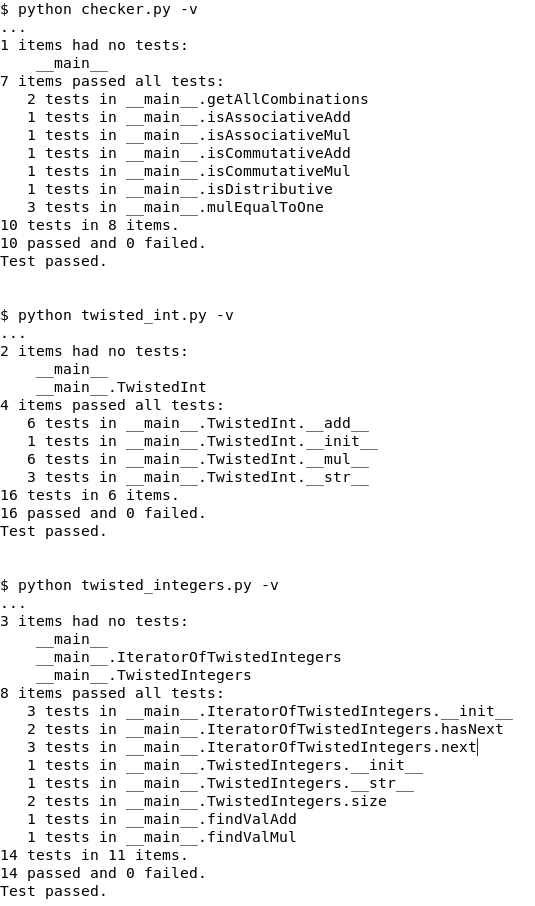 $ python checker.py -v
...
1 items had no tests:
    __main__
7 items passed all tests:
   2 tests in __main__.getAllCombinations
   1 tests in __main__.isAssociativeAdd
   1 tests in __main__.isAssociativeMul
   1 tests in __main__.isCommutativeAdd
   1 tests in __main__.isCommutativeMul
   1 tests in __main__.isDistributive
   3 tests in __main__.mulEqualToOne
10 tests in 8 items.
10 passed and 0 failed.
Test passed.

$ python twisted_int.py -v
...
2 items had no tests:
    __main__
    __main__.TwistedInt
4 items passed all tests:
   6 tests in __main__.TwistedInt.__add__
   1 tests in __main__.TwistedInt.__init__
   6 tests in __main__.TwistedInt.__mul__
   3 tests in __main__.TwistedInt.__str__
16 tests in 6 items.
16 passed and 0 failed.
Test passed.

$ python twisted_integers.py -v
...
3 items had no tests:
    __main__
    __main__.IteratorOfTwistedIntegers
    __main__.TwistedIntegers
8 items passed all tests:
   3 tests in __main__.IteratorOfTwistedIntegers.__init__
   2 tests in __main__.IteratorOfTwistedIntegers.hasNext
   3 tests in __main__.IteratorOfTwistedIntegers.next
   1 tests in __main__.TwistedIntegers.__init__
   1 tests in __main__.TwistedIntegers.__str__
   2 tests in __main__.TwistedIntegers.size
   1 tests in __main__.findValAdd
   1 tests in __main__.findValMul
14 tests in 11 items.
14 passed and 0 failed.
Test passed.